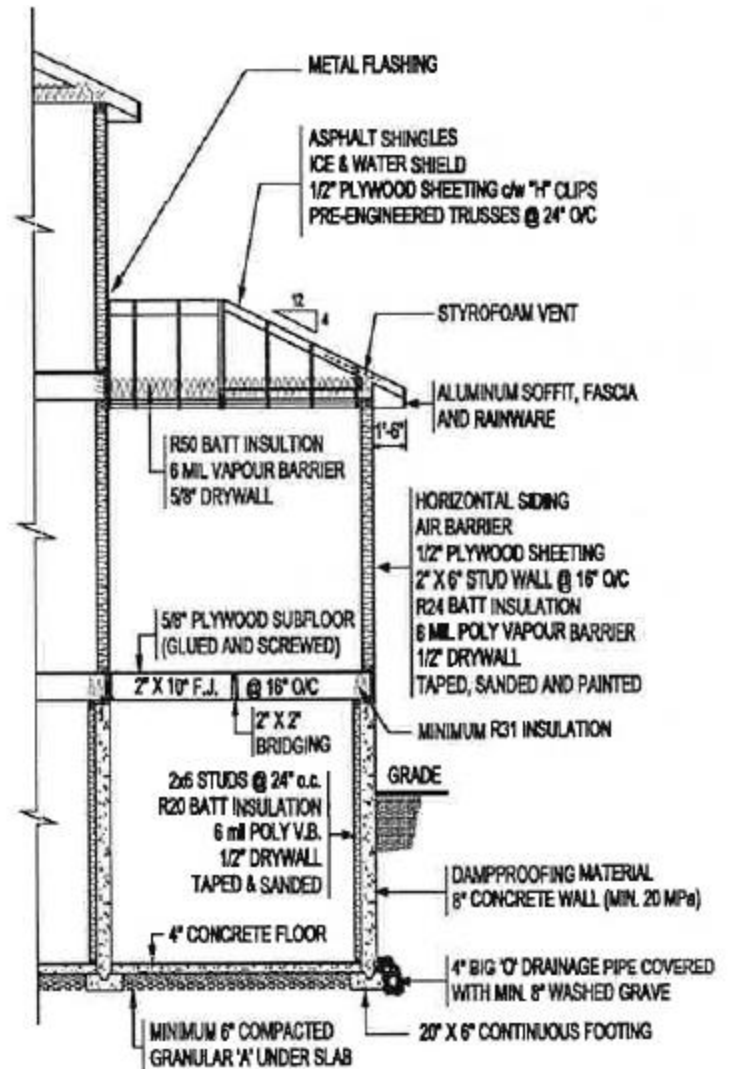 METAL FLASHING
ASPHALT SHINGLES
ICE & WATER SHIELD
1/2" PLYWOOD SHEETING c/w "H" CLIPS
PRE-ENGINEERED TRUSSES @ 24" O/C
12
4
STYROFOAM VENT
ALUMINUM SOFFIT, FASCIA
AND RAINWARE
1'-6"
R50 BATT INSULTION
6 MIL VAPOUR BARRIER
5/8" DRYWALL
HORIZONTAL SIDING
AIR BARRIER
1/2" PLYWOOD SHEETING
2" X 6" STUD WALL @ 16" O/C
R24 BATT INSULATION
6 MIL POLY VAPOUR BARRIER
1/2" DRYWALL
TAPED, SANDED AND PAINTED
5/8" PLYWOOD SUBFLOOR
(GLUED AND SCREWED)
2" X 10" F.J. @ 16" O/C
2" X 2"
BRIDGING
MINIMUM R31 INSULATION
2x6 STUDS @ 24" o.c.
R20 BATT INSULATION
6 mil POLY V.B.
1/2" DRYWALL
TAPED & SANDED
GRADE
DAMPPROOFING MATERIAL
8" CONCRETE WALL (MIN. 20 MPa)
4" CONCRETE FLOOR
4" BIG 'O' DRAINAGE PIPE COVERED
WITH MIN. 8" WASHED GRAVE
MINIMUM 6" COMPACTED
GRANULAR 'A' UNDER SLAB
20" X 6" CONTINUOUS FOOTING